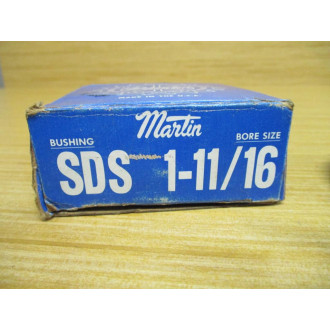 Martin
BUSHING BORE SIZE
SDS 1-11/16